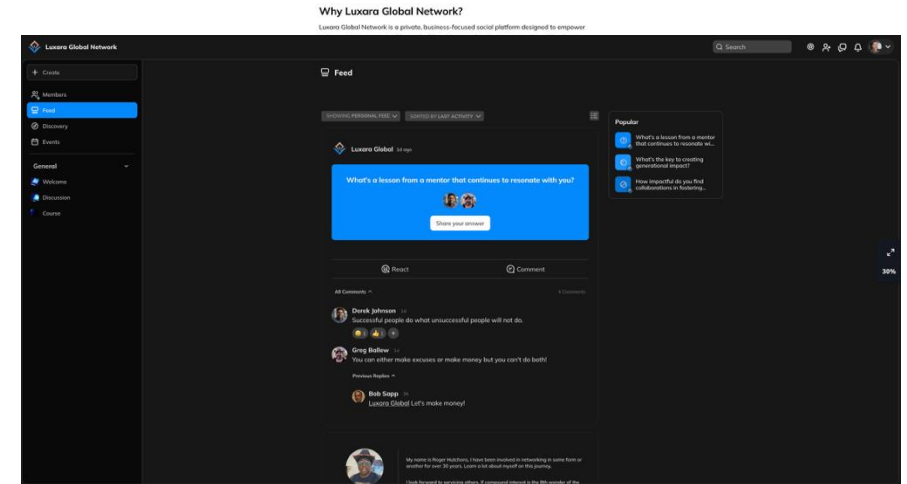 Why Luxara Global Network?
Luxara Global Network is a private, business-focused social platform designed to empower
Luxara Global Network
Search
+ Create
Members
Feed
Discovery
Events
General
Welcome
Discussion
Course
Feed
SHOWING PERSONAL FEED
SORTED BY LAST ACTIVITY
Luxara Global 1d ago
What's a lesson from a mentor that continues to resonate with you?
Share your answer
React
Comment
All Comments
4 Comments
Derek Johnson 1d
Successful people do what unsuccessful people will not do.
Greg Ballew 1d
You can either make excuses or make money but you can't do both!
Previous Replies
Bob Sapp
Luxara Global Let's make money!
My name is Roger Hutchens, I have been involved in networking in some form or
another for over 30 years. Learn a lot about myself on this journey.
I look forward to servicing others. If compound interest is the 8th wonder of the
Popular
What's a lesson from a mentor
that continues to resonate wi...
What's the key to creating
generational impact?
How impactful do you find
collaborations in fostering...
30%